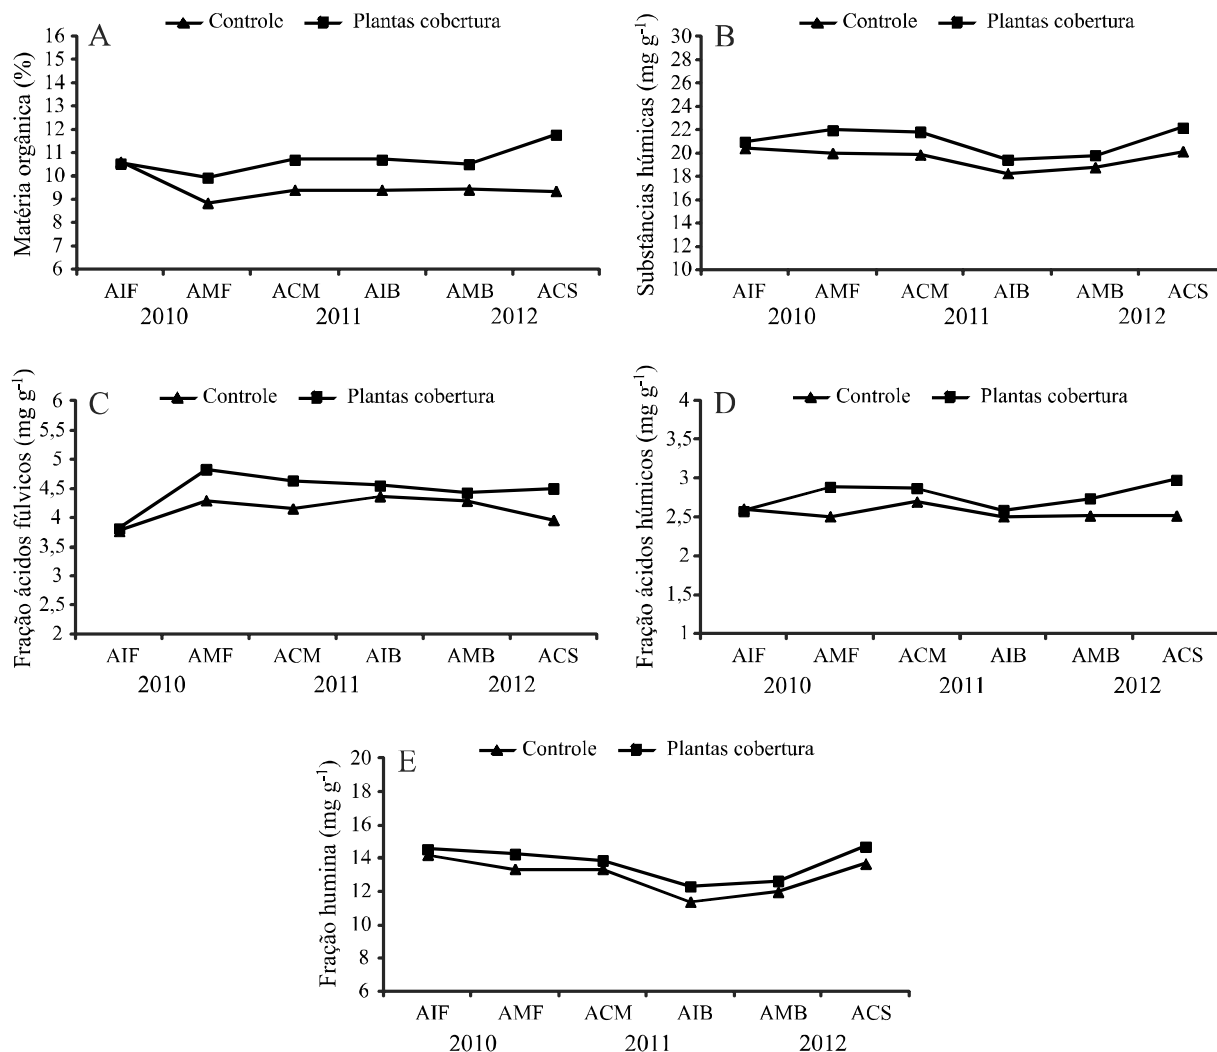 Controle Plantas cobertura
A
Matéria orgânica (%)
16
15
14
13
12
11
10
9
8
7
6
AIF AMF ACM AIB AMB ACS
2010 2011 2012
Controle Plantas cobertura
B
Substâncias húmicas (mg g-1)
30
28
26
24
22
20
18
16
14
12
10
AIF AMF ACM AIB AMB ACS
2010 2011 2012
Controle Plantas cobertura
C
Fração ácidos fúlvicos (mg g-1)
6
5,5
5
4,5
4
3,5
3
2,5
2
AIF AMF ACM AIB AMB ACS
2010 2011 2012
Controle Plantas cobertura
D
Fração ácidos húmicos (mg g-1)
4
3,5
3
2,5
2
1,5
1
AIF AMF ACM AIB AMB ACS
2010 2011 2012
Controle Plantas cobertura
E
Fração humina (mg g-1)
20
18
16
14
12
10
8
6
AIF AMF ACM AIB AMB ACS
2010 2011 2012